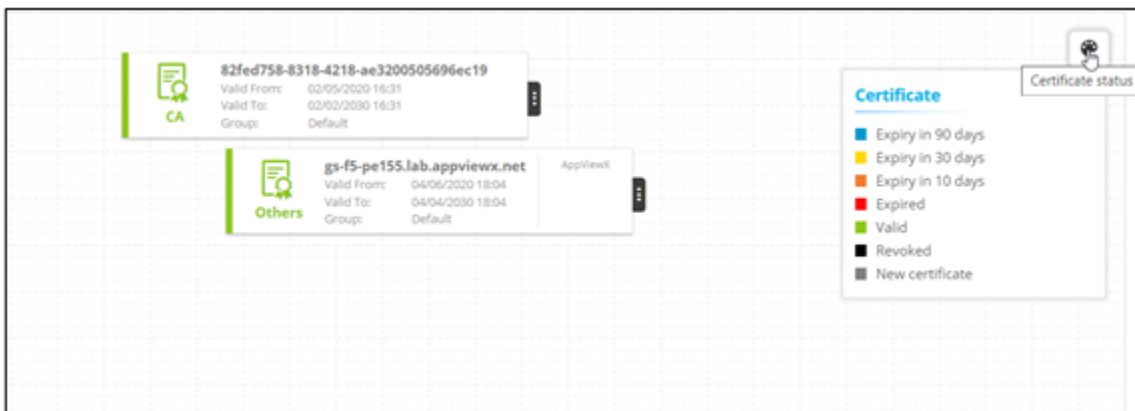 82fed758-8318-4218-ae3200505696ec19
Valid From: 02/05/2020 16:31
Valid To: 02/02/2030 16:31
Group: Default
CA
gs-f5-pe155.lab.appviewx.net
AppViewX
Valid From: 04/06/2020 18:04
Valid To: 04/04/2030 18:04
Group: Default
Others
Certificate status
Certificate
Expiry in 90 days
Expiry in 30 days
Expiry in 10 days
Expired
Valid
Revoked
New certificate